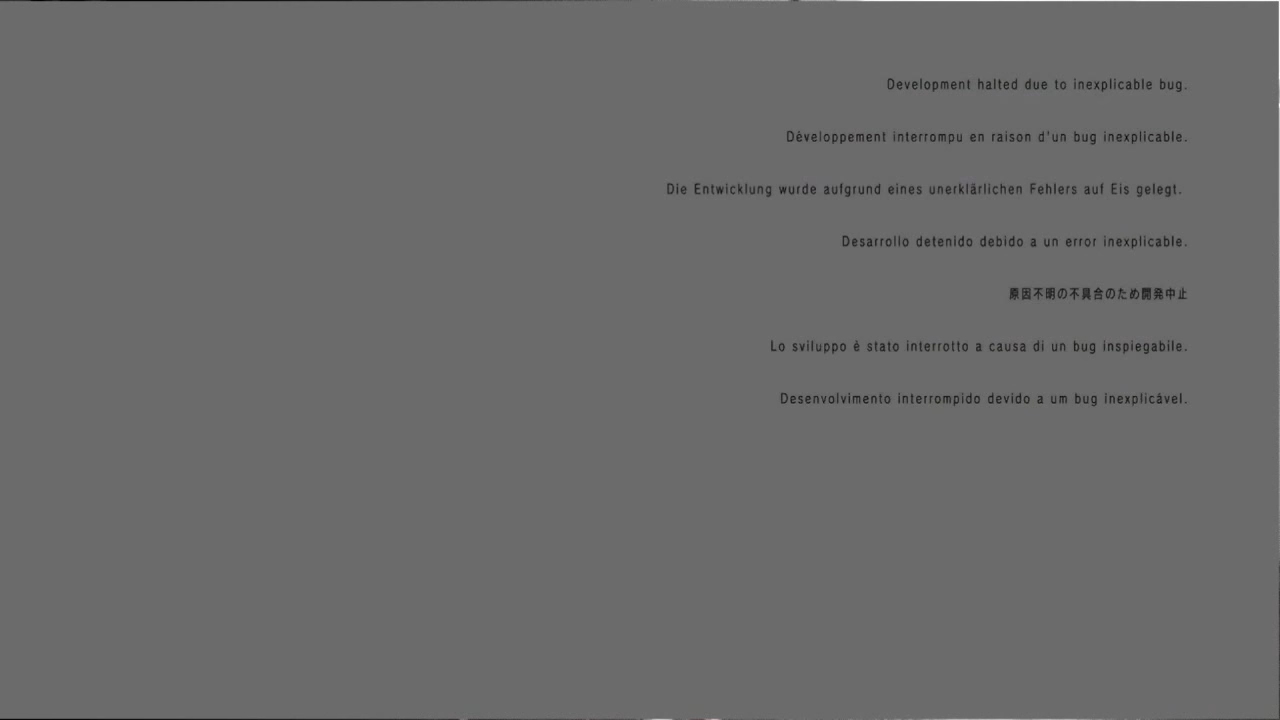 Development halted due to inexplicable bug.
Développement interrompu en raison d'un bug inexplicable.
Die Entwicklung wurde aufgrund eines unerklärlichen Fehlers auf Eis gelegt.
Desarrollo detenido debido a un error inexplicable.
原因不明の不具合のため開発中止
Lo sviluppo è stato interrotto a causa di un bug inspiegabile.
Desenvolvimento interrompido devido a um bug inexplicável.